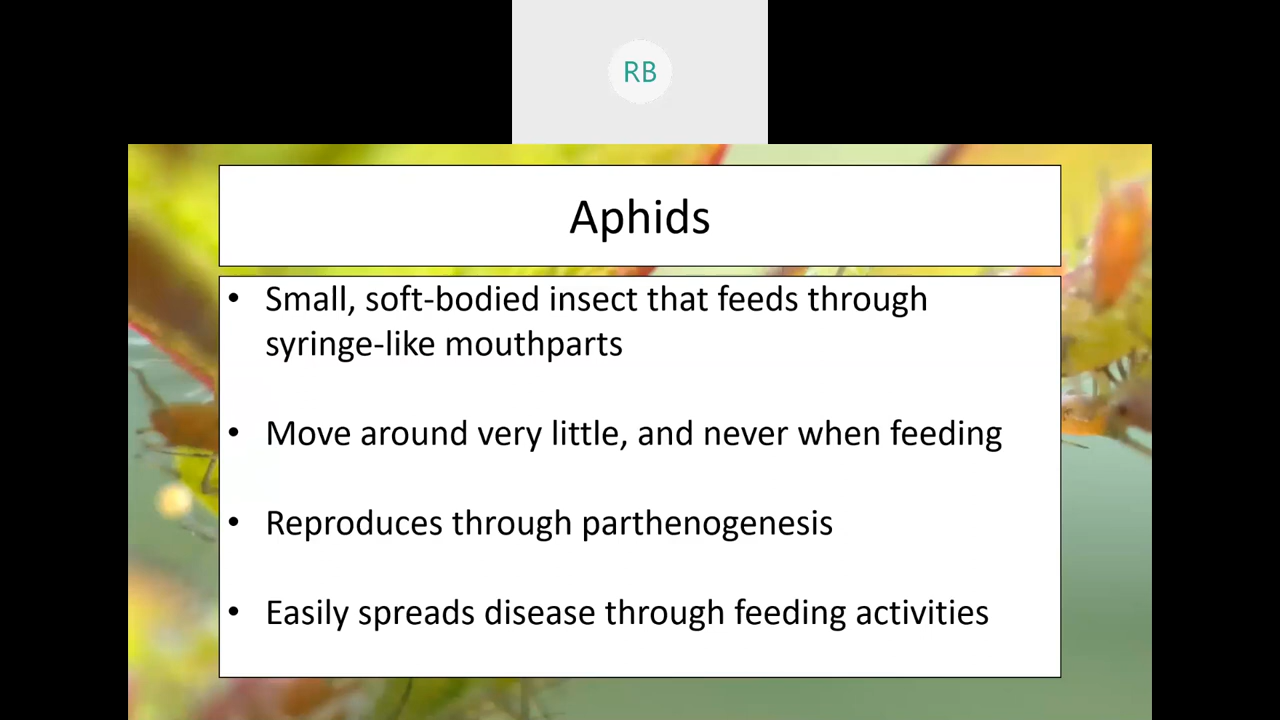 RB
Aphids
• Small, soft-bodied insect that feeds through
syringe-like mouthparts
• Move around very little, and never when feeding
• Reproduces through parthenogenesis
• Easily spreads disease through feeding activities